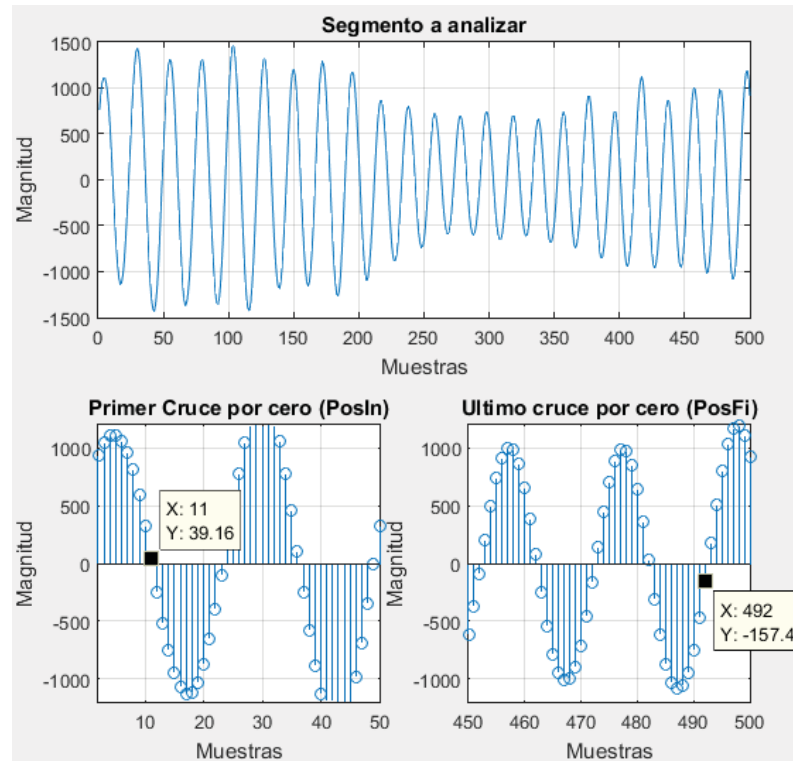 Segmento a analizar
1500
1000
500
0
-500
-1000
-1500
Magnitud
0 50 100 150 200 250 300 350 400 450 500
Muestras
Primer Cruce por cero (PosIn)
1000
500
0
-500
-1000
Magnitud
X: 11
Y: 39.16
10 20 30 40 50
Muestras
Ultimo cruce por cero (PosFi)
1000
500
0
-500
-1000
Magnitud
X: 492
Y: -157.4
450 460 470 480 490 500
Muestras